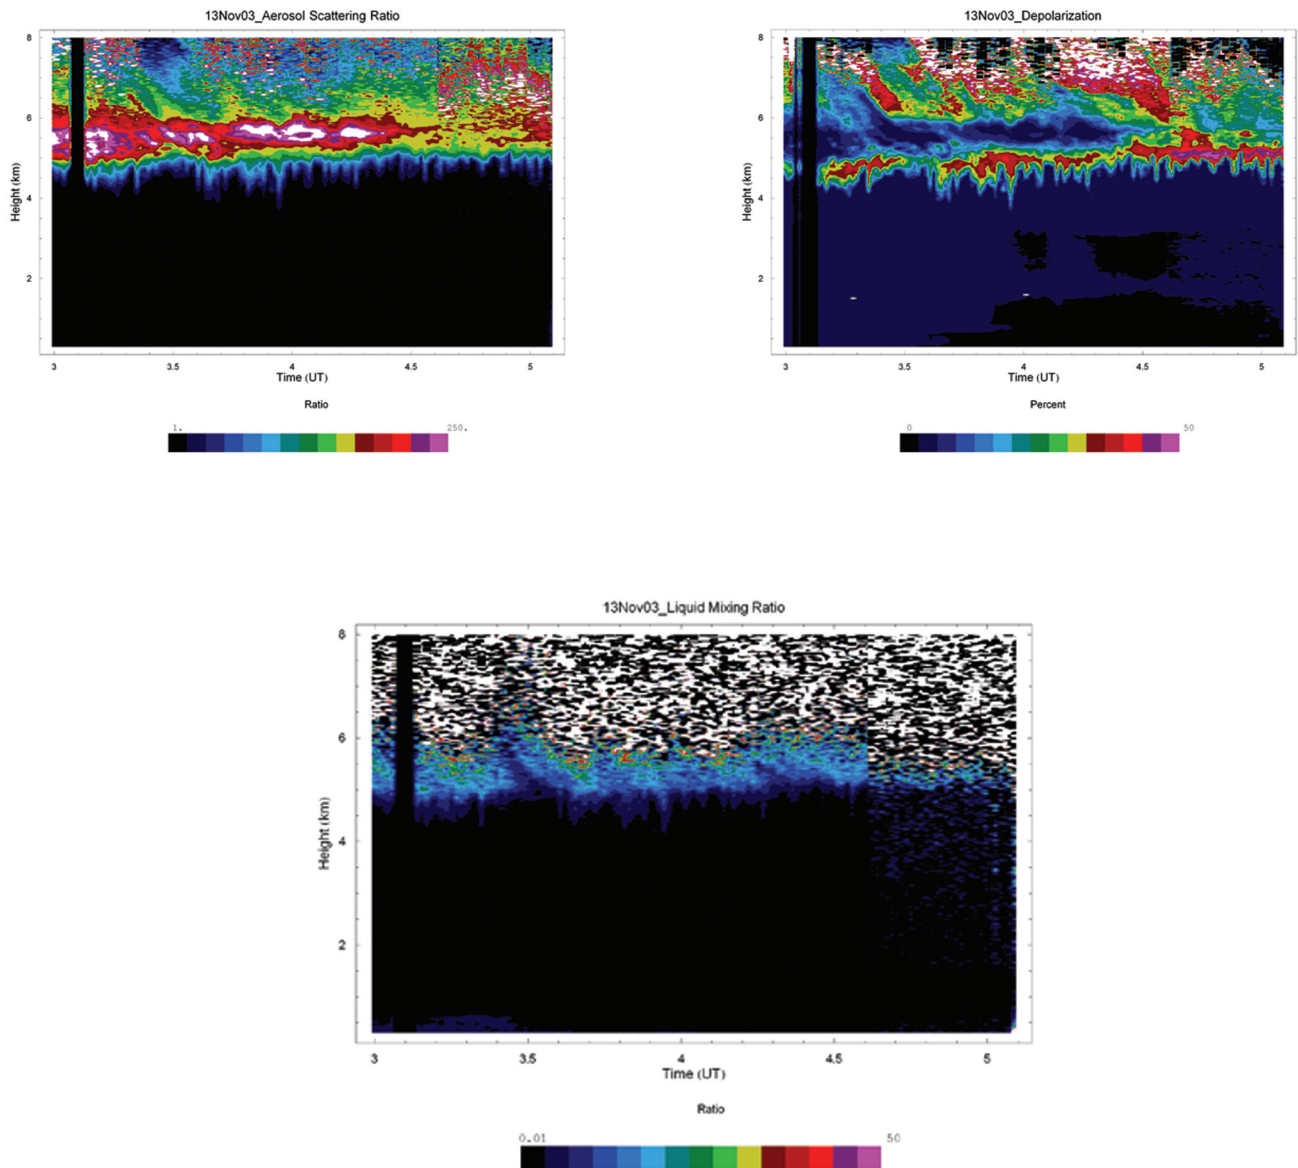 13Nov03_Aerosol Scattering Ratio
8
6
4
2
Height (km)
3 3.5 4 4.5 5
Time (UT)
Ratio
1. 250.
13Nov03_Depolarization
8
6
4
2
Height (km)
3 3.5 4 4.5 5
Time (UT)
Percent
0 50
13Nov03_Liquid Mixing Ratio
8
6
4
2
Height (km)
3 3.5 4 4.5 5
Time (UT)
Ratio
0.01 50